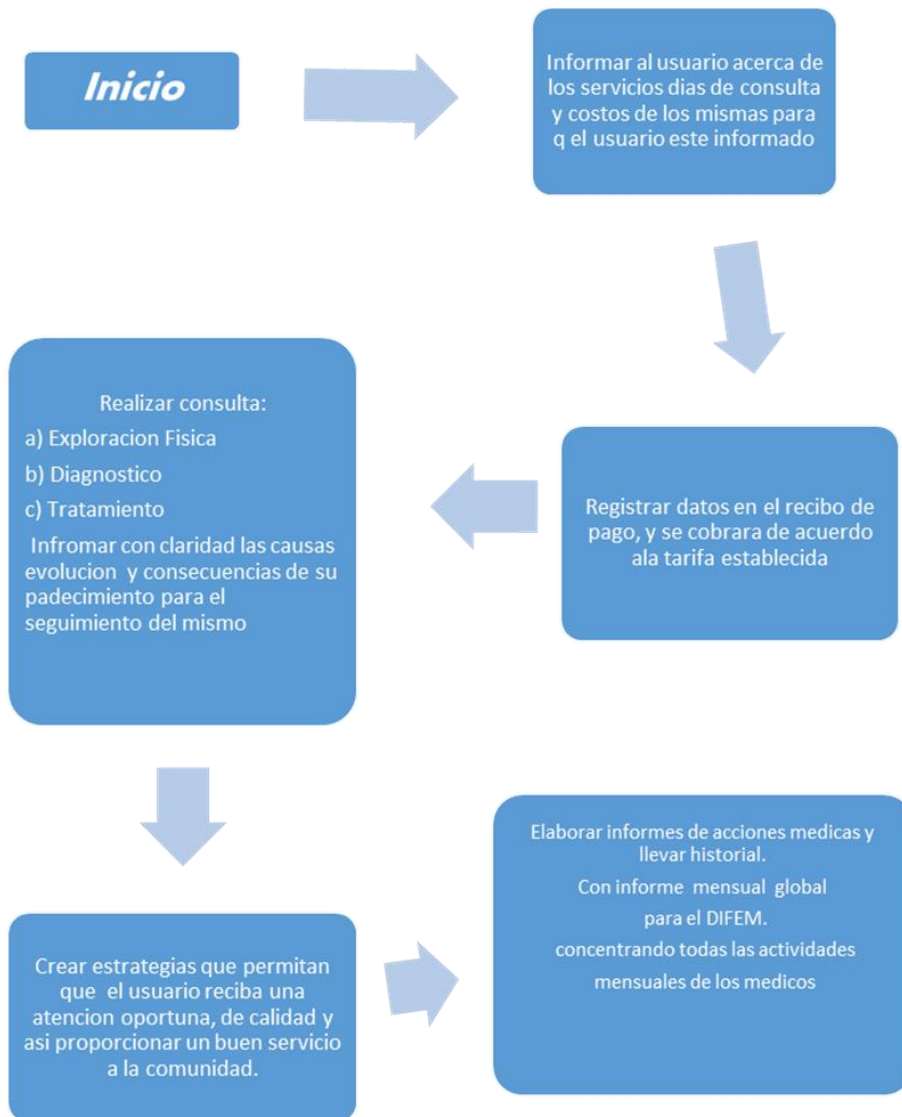 Inicio
Informar al usuario acerca de
los servicios dias de consulta
y costos de los mismas para
q el usuario este informado
Registrar datos en el recibo de
pago, y se cobrara de acuerdo
ala tarifa establecida
Realizar consulta:
a) Exploracion Fisica
b) Diagnostico
c) Tratamiento
Infromar con claridad las causas
evolucion y consecuencias de su
padecimiento para el
seguimiento del mismo
Crear estrategias que permitan
que el usuario reciba una
atencion oportuna, de calidad y
asi proporcionar un buen servicio
a la comunidad.
Elaborar informes de acciones medicas y
llevar historial.
Con informe mensual global
para el DIFEM.
concentrando todas las actividades
mensuales de los medicos